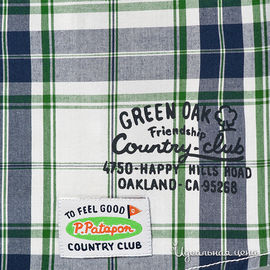 GREEN OAK
Friendship
Country-club
4750-HAPPY HILLS ROAD
OAKLAND-CA-95268
TO FEEL GOOD
P.Patapon
COUNTRY CLUB
Идеальная цена